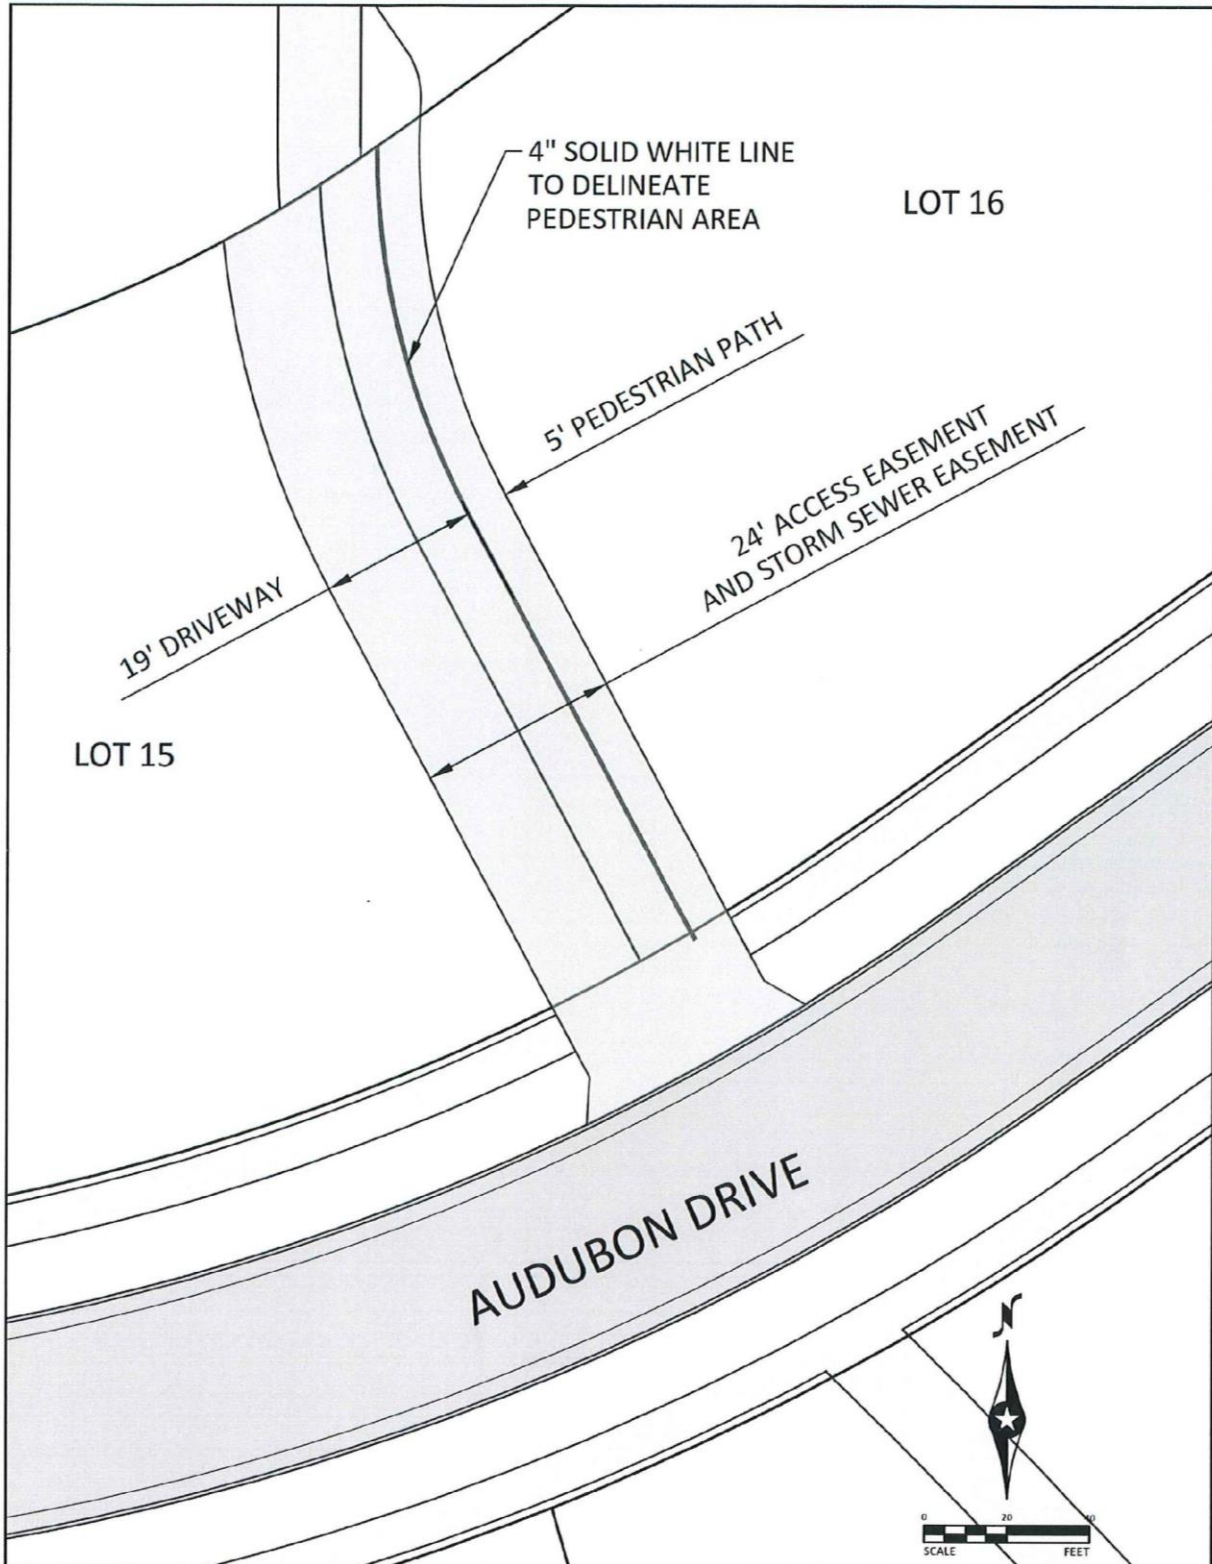 4" SOLID WHITE LINE
TO DELINEATE
PEDESTRIAN AREA
LOT 16
5' PEDESTRIAN PATH
24' ACCESS EASEMENT
AND STORM SEWER EASEMENT
19' DRIVEWAY
LOT 15
AUDUBON DRIVE
N
0 20 40
SCALE FEET